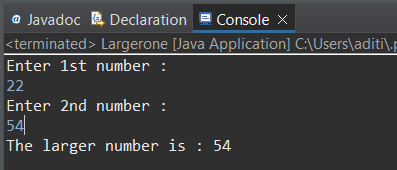 @ Javadoc Declaration Console
<terminated> Largerone [Java Application] C:\Users\aditi\.p
Enter 1st number :
22
Enter 2nd number :
54
The larger number is : 54